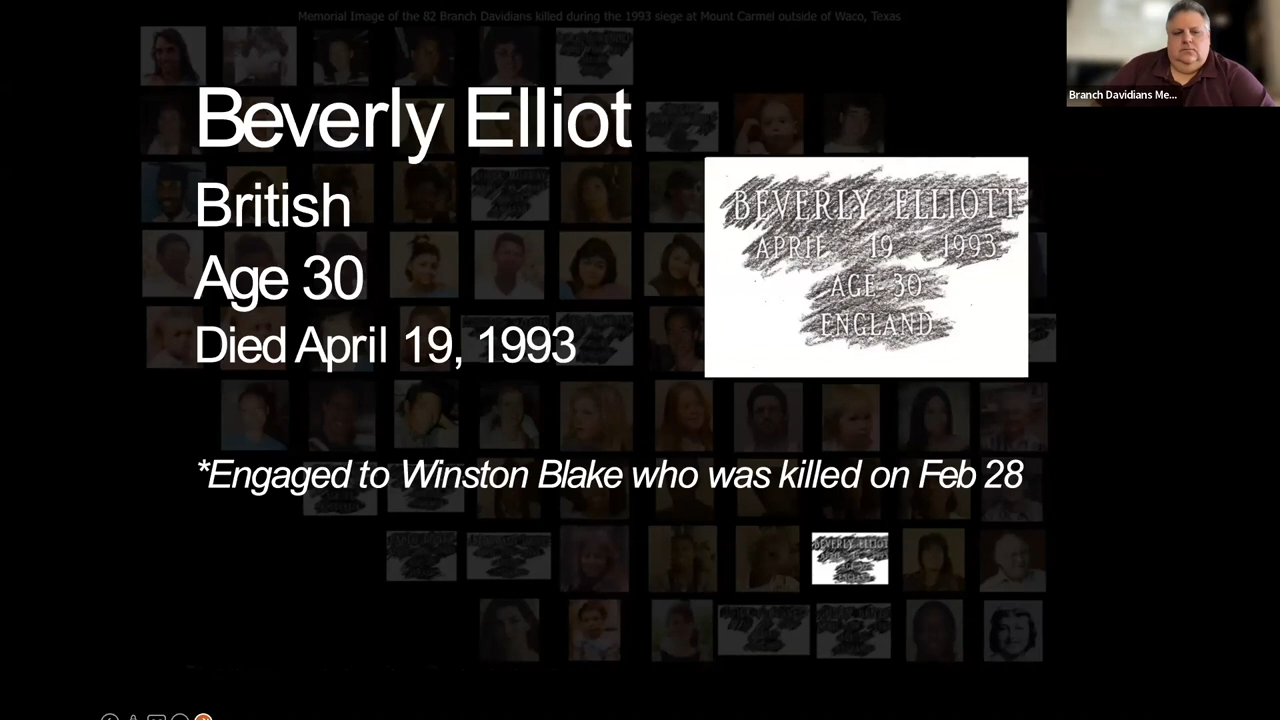 Memorial Image of the 82 Branch Davidians killed during the 1993 siege at Mount Carmel outside of Waco, Texas
Branch Davidians Me...
Beverly Elliot
British
Age 30
Died April 19, 1993
BEVERLY ELLIOTT
APRIL 19 1993
AGE 30
ENGLAND
*Engaged to Winston Blake who was killed on Feb 28
BEVERLY ELLIOTT